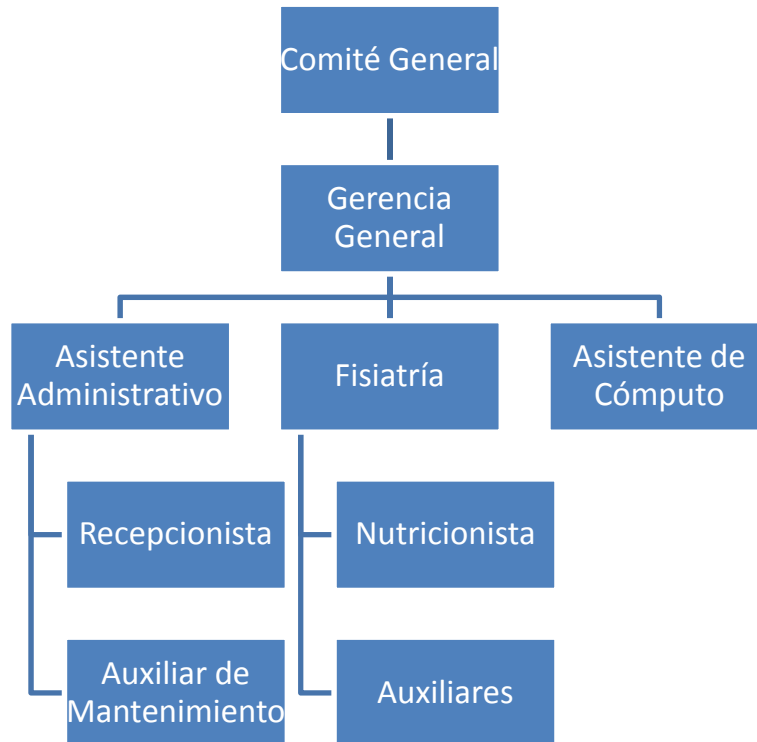 Comité General
Gerencia
General
Asistente
Administrativo
Fisiatría
Asistente de
Cómputo
Recepcionista
Nutricionista
Auxiliar de
Mantenimiento
Auxiliares